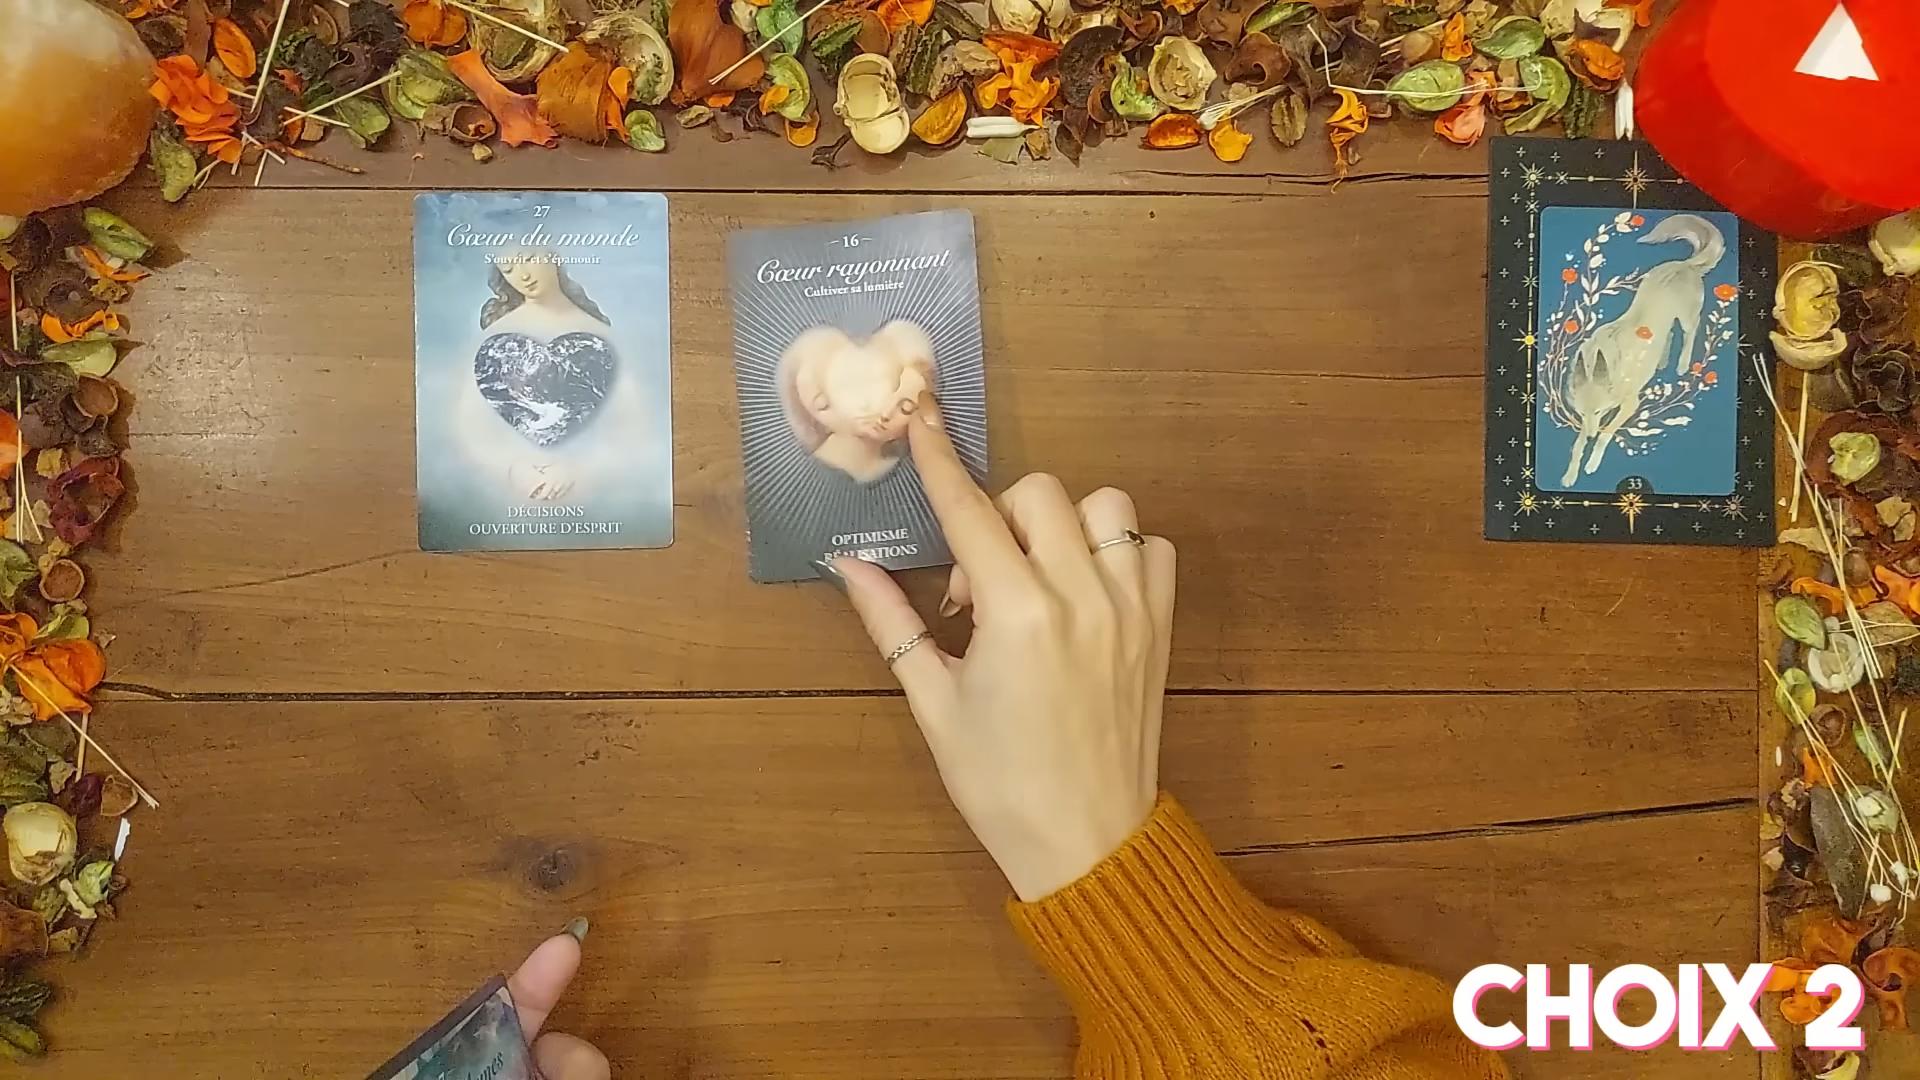 27
Cœur du monde
S'ouvrir et s'épanouir
DÉCISIONS
OUVERTURE D'ESPRIT
—16—
Cœur rayonnant
Cultiver sa lumière
OPTIMISME
RÉALISATIONS
33
CHOIX 2